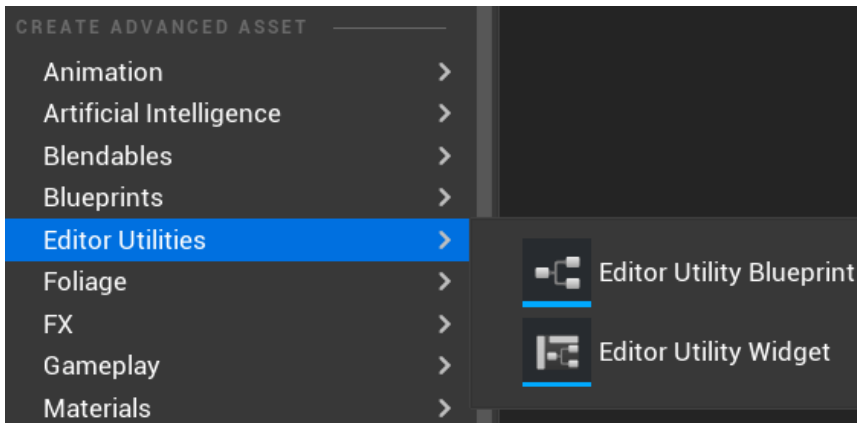 CREATE ADVANCED ASSET
Animation
Artificial Intelligence
Blendables
Blueprints
Editor Utilities
Foliage
FX
Gameplay
Materials
Editor Utility Blueprint
Editor Utility Widget